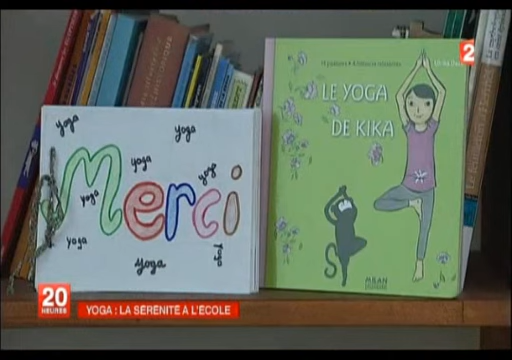 yoga
yoga
yoga
yoga
yoga
yoga
yoga
yoga
Merci
LE YOGA
DE KIKA
MILAN
2
20
HEURES
YOGA : LA SÉRÉNITÉ À L'ÉCOLE